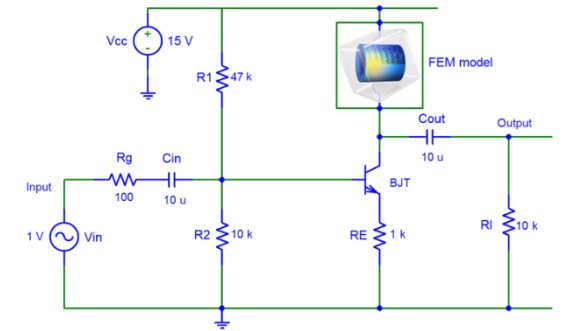 Vcc
+
-
15 V
FEM model
R1
47 k
Cout
10 u
Output
Rg
100
Cin
10 u
BJT
Input
1 V
Vin
R2
10 k
RE
1 k
Rl
10 k